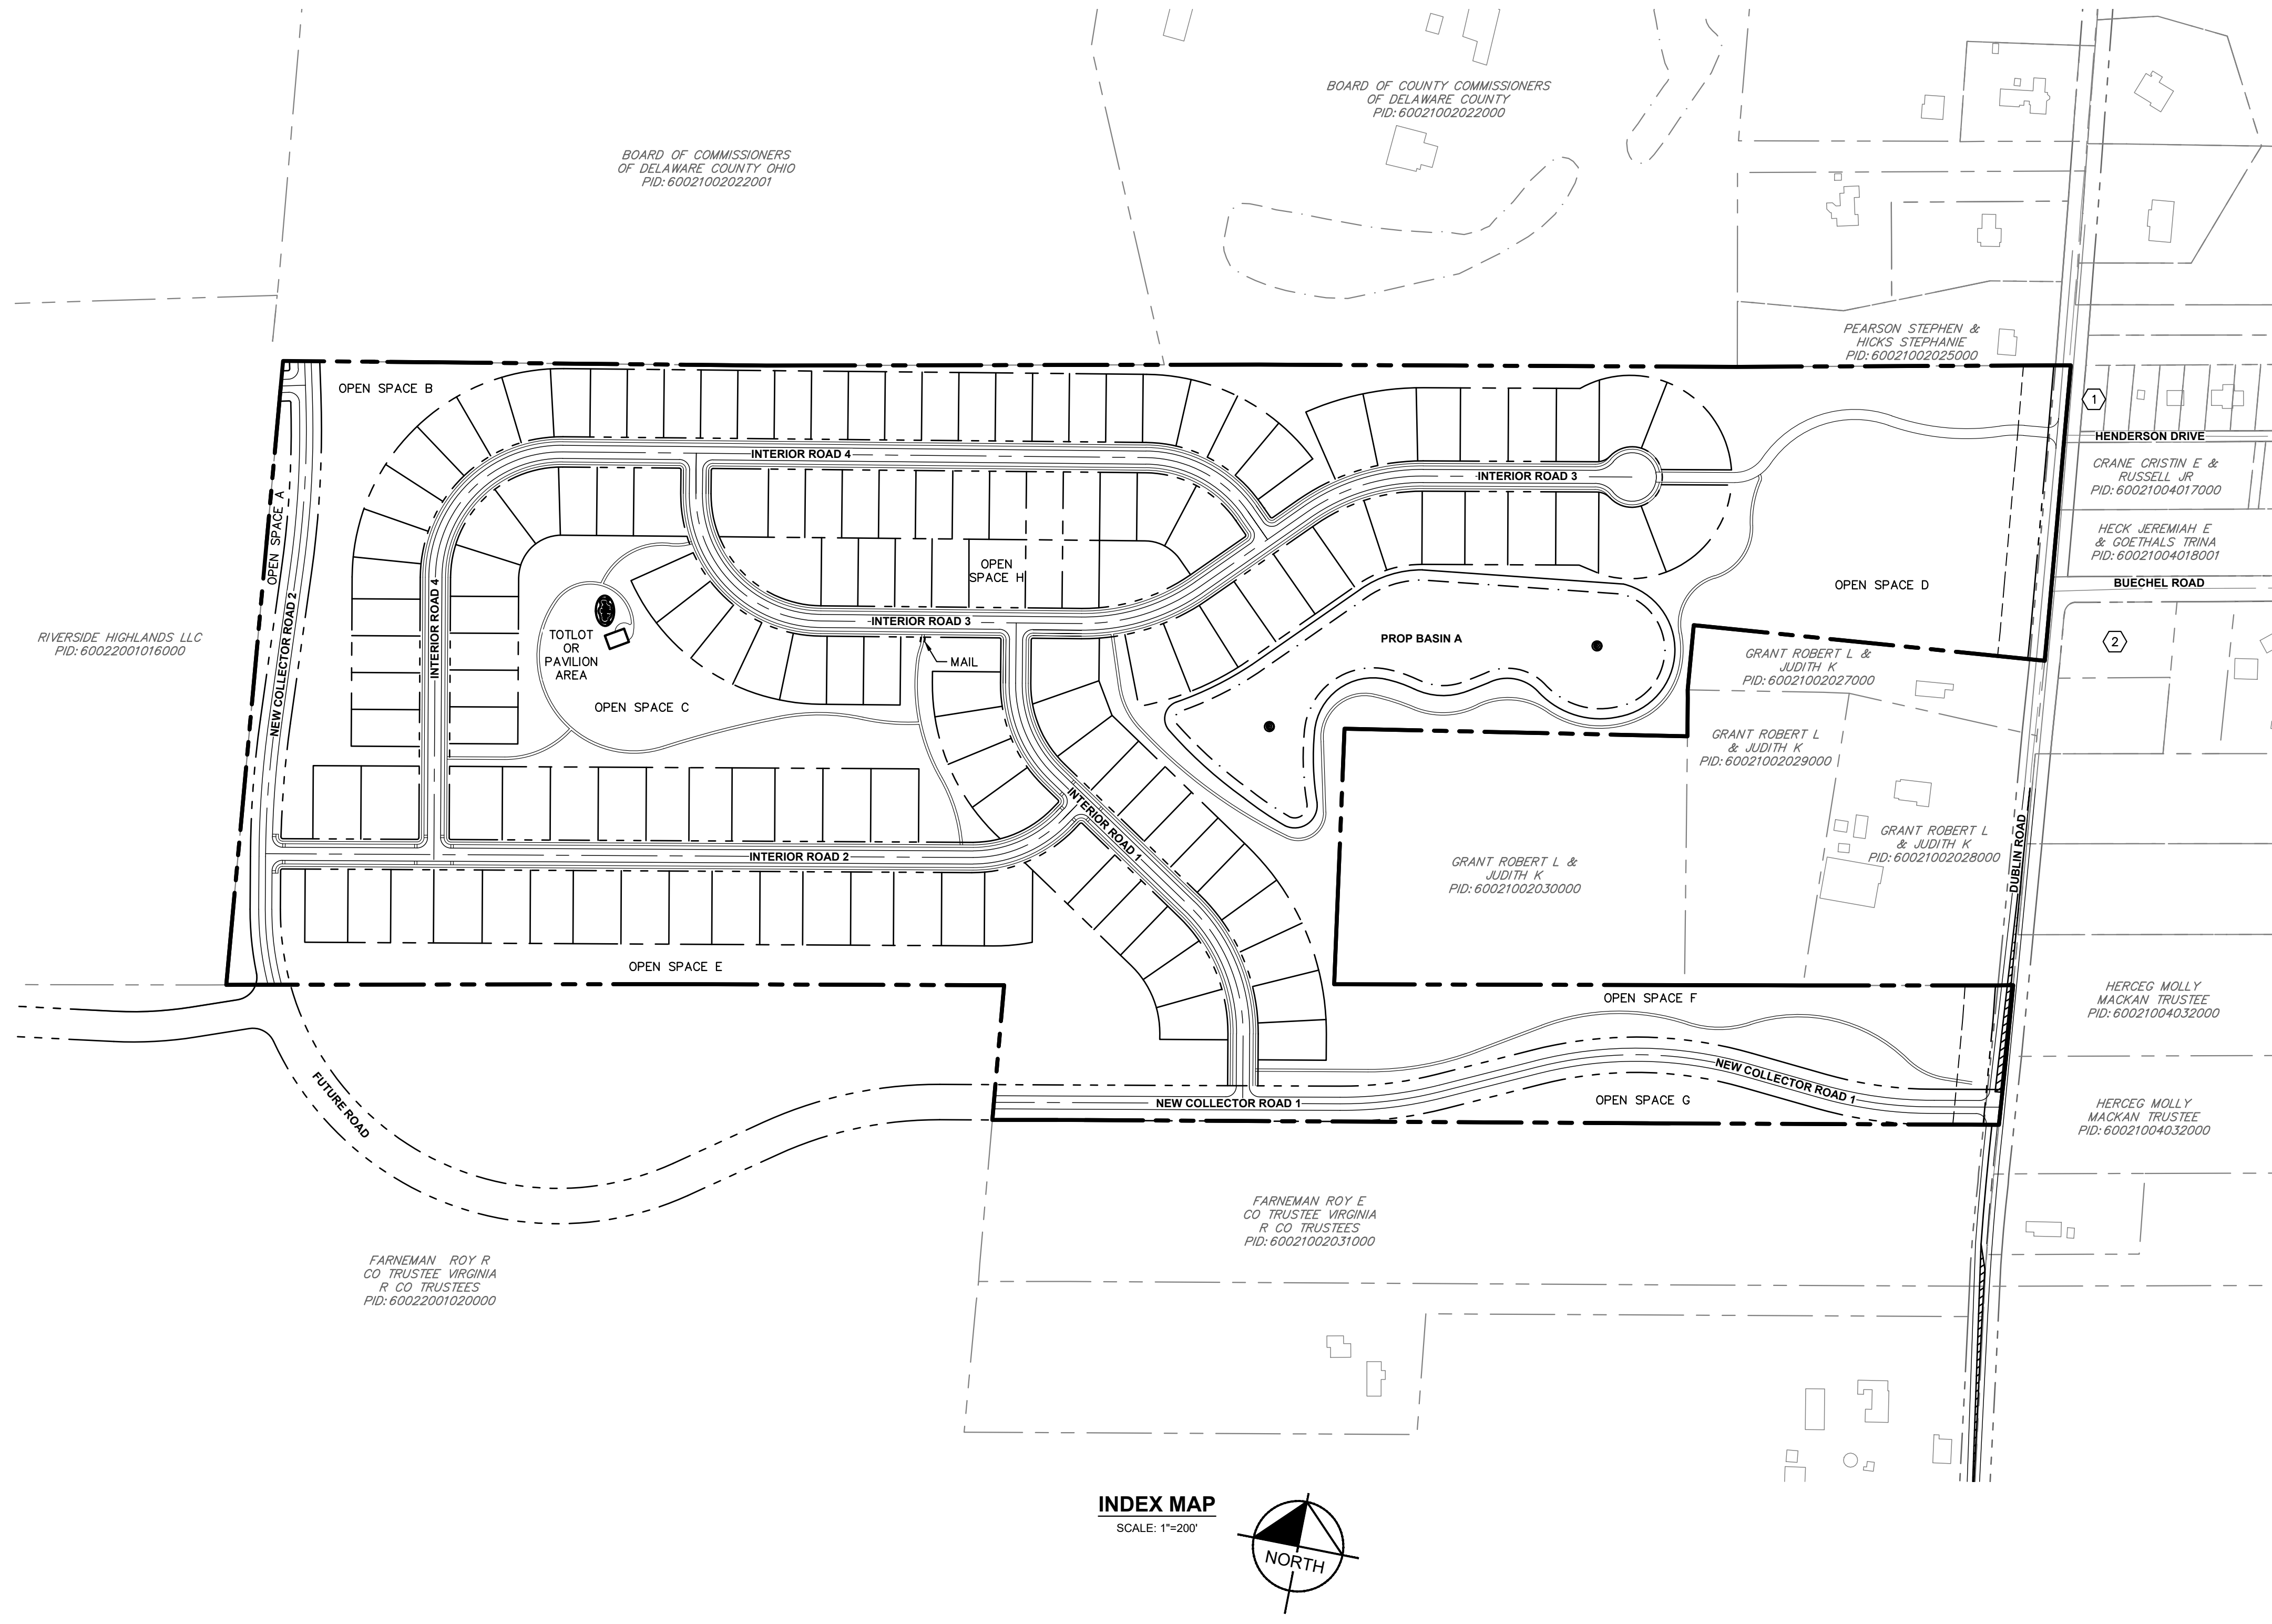 BOARD OF COUNTY COMMISSIONERS
OF DELAWARE COUNTY
PID: 60021002022000
BOARD OF COMMISSIONERS
OF DELAWARE COUNTY OHIO
PID: 60021002022001
PEARSON STEPHEN &
HICKS STEPHANIE
PID: 60021002025000
OPEN SPACE B
1
HENDERSON DRIVE
INTERIOR ROAD 4
CRANE CRISTIN E &
RUSSELL JR
PID: 60021004017000
INTERIOR ROAD 3
OPEN SPACE A
HECK JEREMIAH E
& GOETHALS TRINA
PID: 60021004018001
OPEN
SPACE H
BUECHEL ROAD
OPEN SPACE D
NEW COLLECTOR ROAD 2
INTERIOR ROAD 4
INTERIOR ROAD 3
RIVERSIDE HIGHLANDS LLC
PID: 60022001016000
TOTLOT
OR
PAVILION
AREA
PROP BASIN A
2
MAIL
GRANT ROBERT L &
JUDITH K
PID: 60021002027000
OPEN SPACE C
GRANT ROBERT L
& JUDITH K
PID: 60021002029000
INTERIOR ROAD 1
GRANT ROBERT L
& JUDITH K
PID: 60021002028000
DUBLIN ROAD
INTERIOR ROAD 2
GRANT ROBERT L &
JUDITH K
PID: 60021002030000
OPEN SPACE E
HERCEG MOLLY
MACKAN TRUSTEE
PID: 60021004032000
OPEN SPACE F
FUTURE ROAD
NEW COLLECTOR ROAD 1
NEW COLLECTOR ROAD 1
OPEN SPACE G
HERCEG MOLLY
MACKAN TRUSTEE
PID: 60021004032000
FARNEMAN ROY E
CO TRUSTEE VIRGINIA
R CO TRUSTEES
PID: 60021002031000
FARNEMAN ROY R
CO TRUSTEE VIRGINIA
R CO TRUSTEES
PID: 60022001020000
INDEX MAP
SCALE: 1"=200'
NORTH